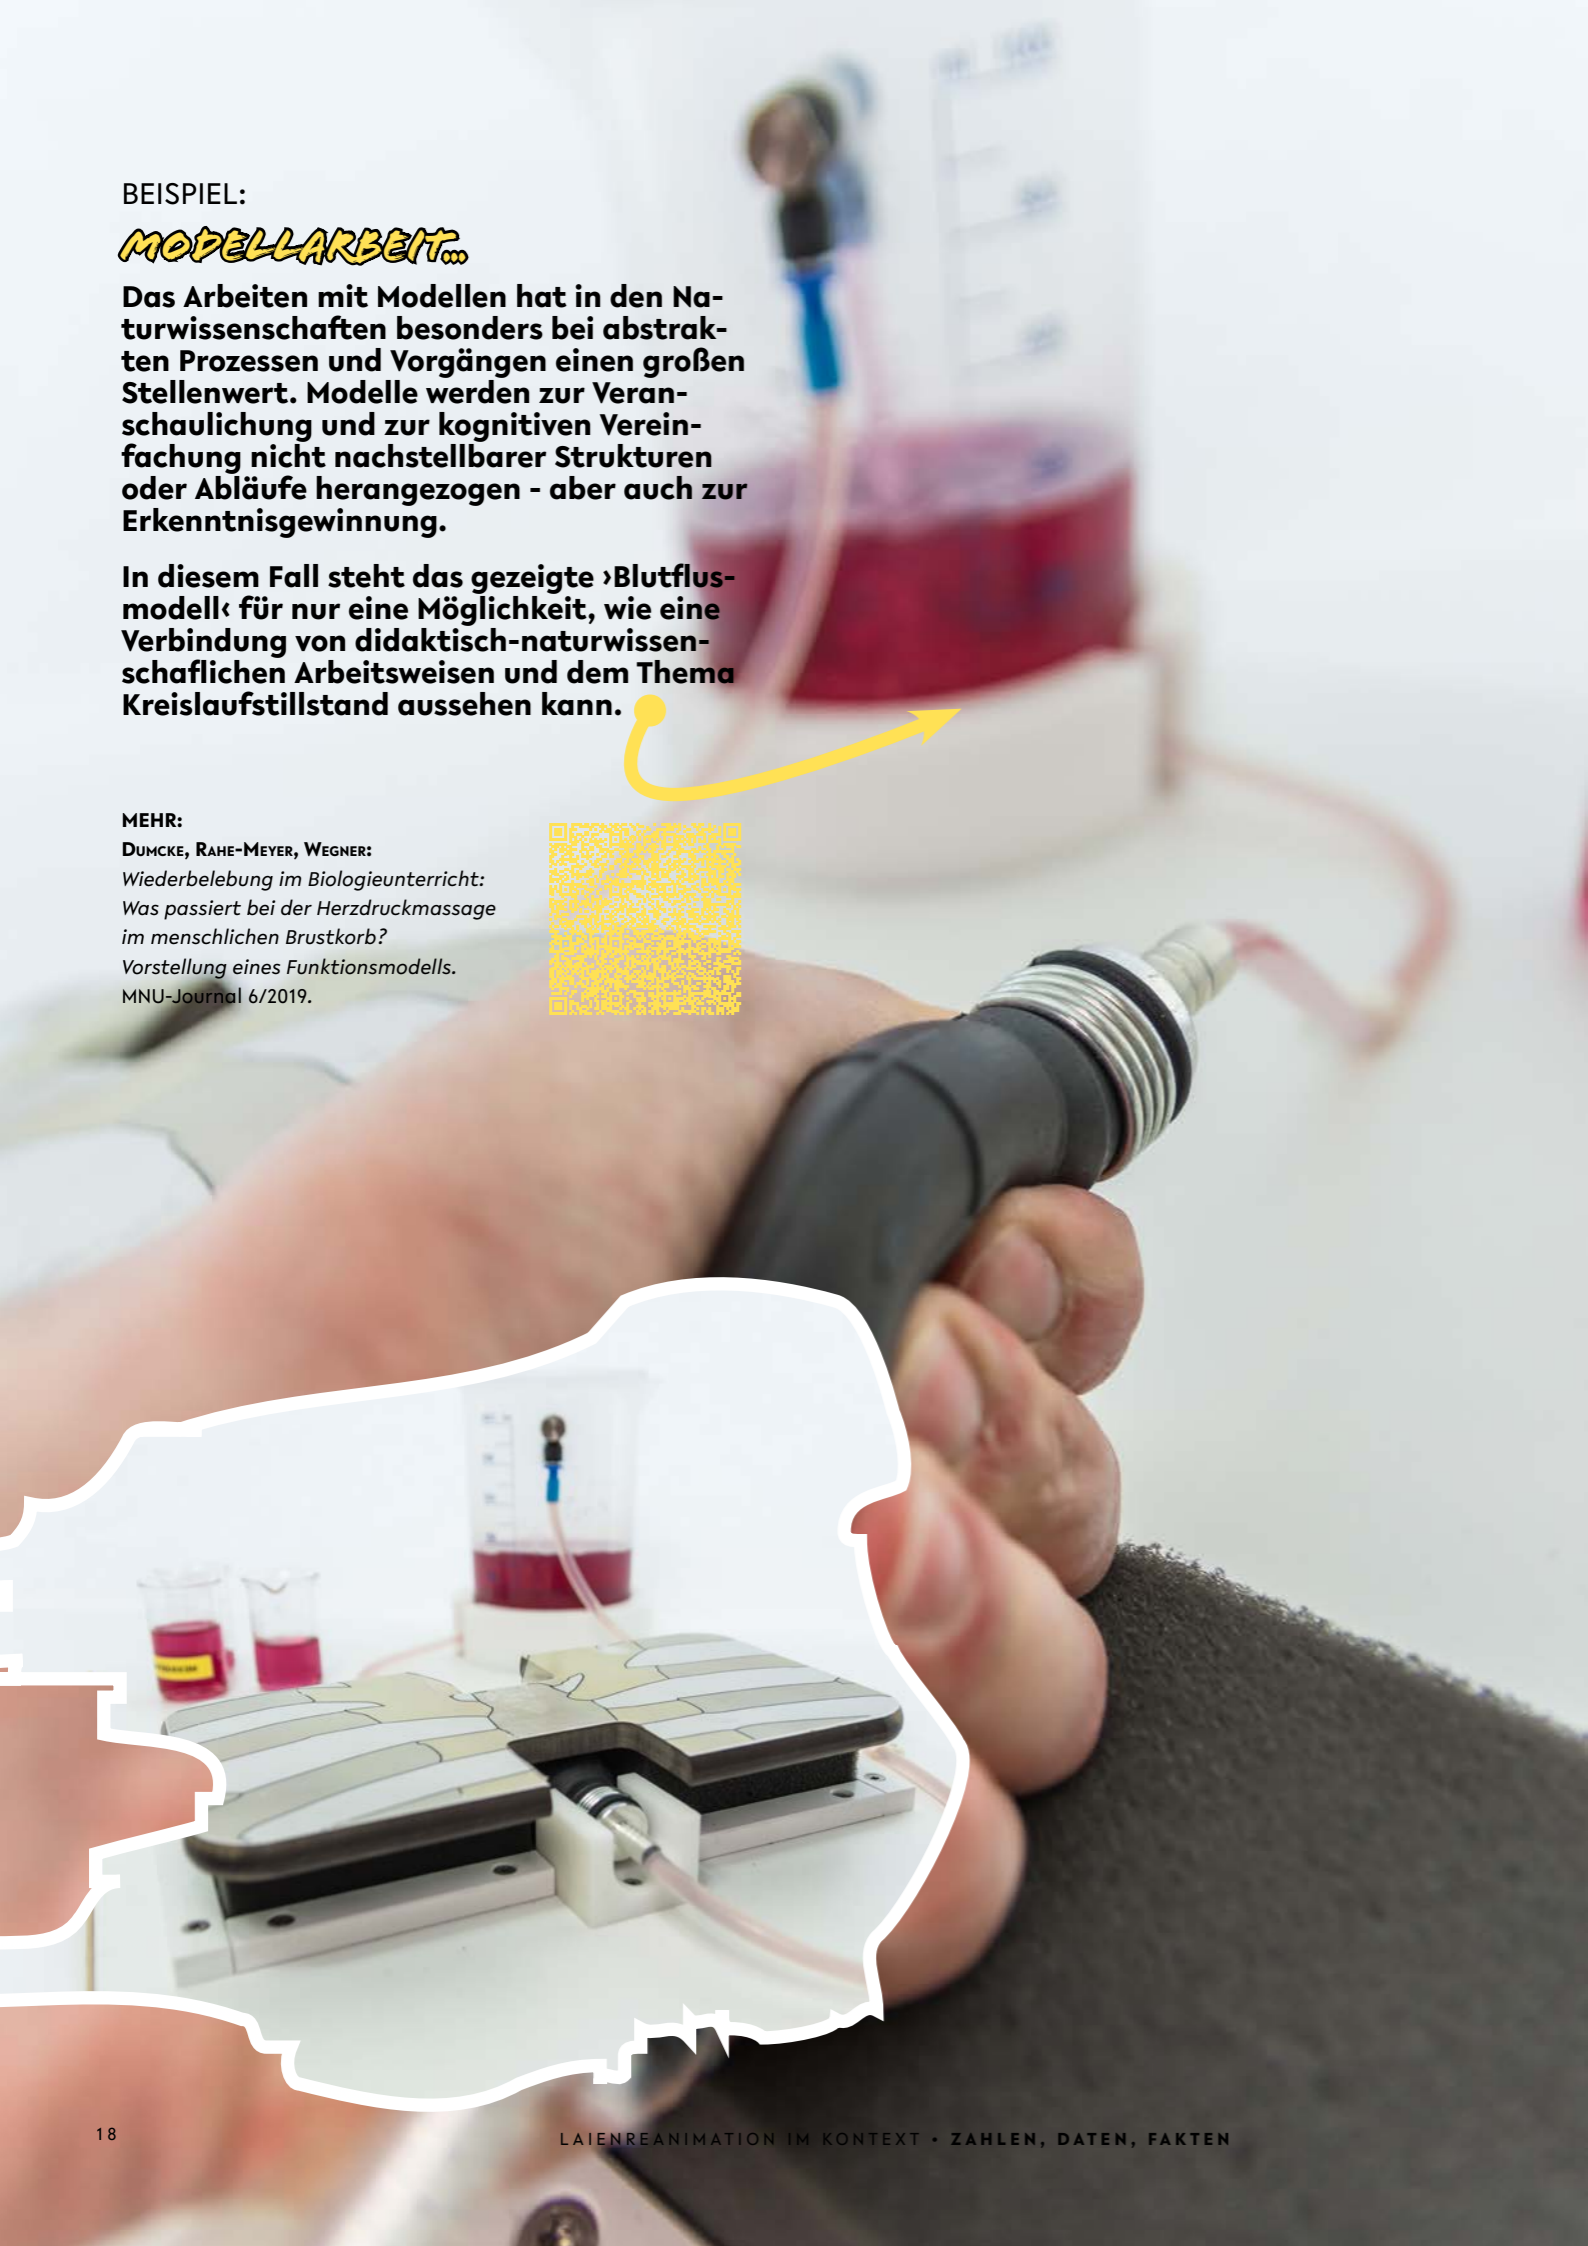 BEISPIEL:
MODELLARBEIT...
Das Arbeiten mit Modellen hat in den Na-
turwissenschaften besonders bei abstrak-
ten Prozessen und Vorgängen einen großen
Stellenwert. Modelle werden zur Veran-
schaulichung und zur kognitiven Verein-
fachung nicht nachstellbarer Strukturen
oder Abläufe herangezogen - aber auch zur
Erkenntnisgewinnung.
In diesem Fall steht das gezeigte ›Blutflus-
modell‹ für nur eine Möglichkeit, wie eine
Verbindung von didaktisch-naturwissen-
schaflichen Arbeitsweisen und dem Thema
Kreislaufstillstand aussehen kann.
MEHR:
DUMCKE, RAHE-MEYER, WEGNER:
Wiederbelebung im Biologieunterricht:
Was passiert bei der Herzdruckmassage
im menschlichen Brustkorb?
Vorstellung eines Funktionsmodells.
MNU-Journal 6/2019.
18
LAIENREANIMATION IM KONTEXT • ZAHLEN, DATEN, FAKTEN